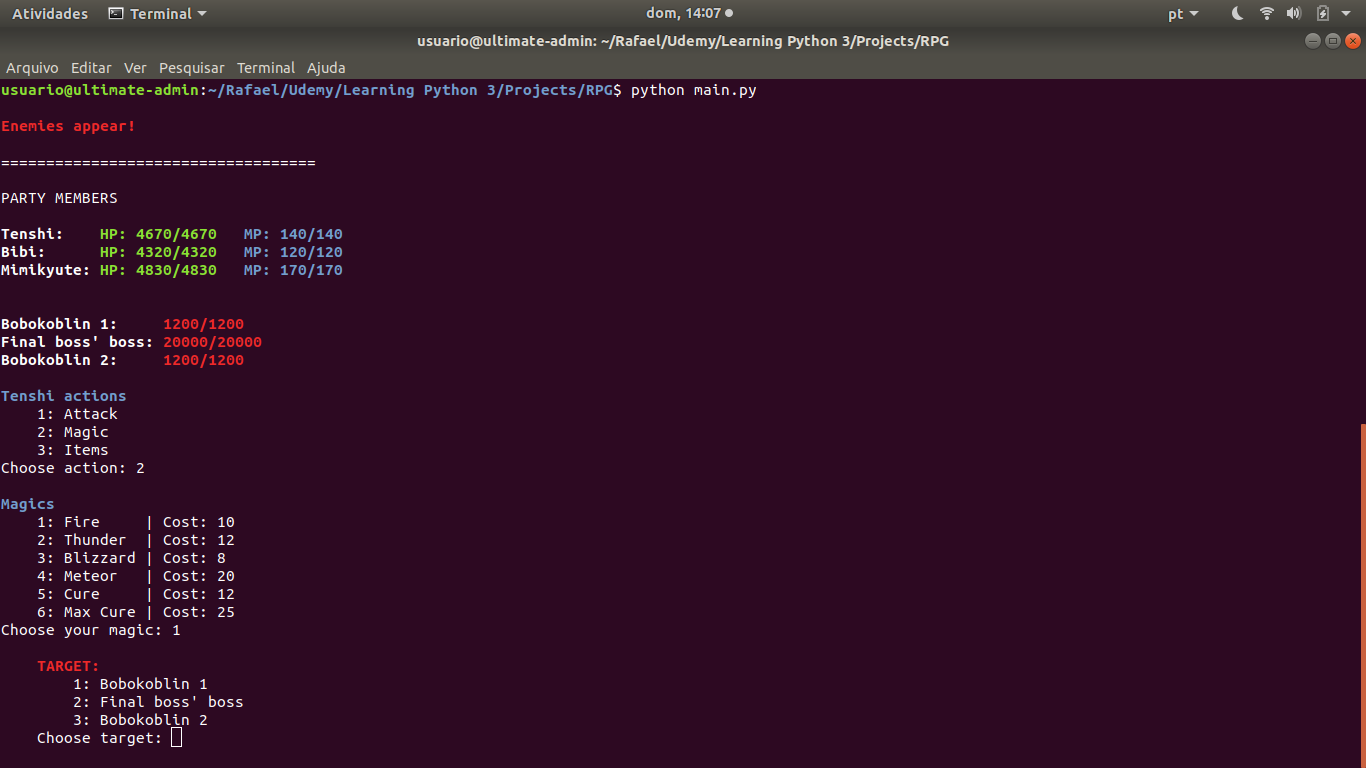 Atividades Terminal dom, 14:07 pt
usuario@ultimate-admin: ~/Rafael/Udemy/Learning Python 3/Projects/RPG
Arquivo Editar Ver Pesquisar Terminal Ajuda
usuario@ultimate-admin:~/Rafael/Udemy/Learning Python 3/Projects/RPG$ python main.py
Enemies appear!
===================================
PARTY MEMBERS
Tenshi:    HP: 4670/4670   MP: 140/140
Bibi:      HP: 4320/4320   MP: 120/120
Mimikyute: HP: 4830/4830   MP: 170/170
Bobokoblin 1:     1200/1200
Final boss' boss: 20000/20000
Bobokoblin 2:     1200/1200
Tenshi actions
    1: Attack
    2: Magic
    3: Items
Choose action: 2
Magics
    1: Fire     | Cost: 10
    2: Thunder  | Cost: 12
    3: Blizzard | Cost: 8
    4: Meteor   | Cost: 20
    5: Cure     | Cost: 12
    6: Max Cure | Cost: 25
Choose your magic: 1
    TARGET:
        1: Bobokoblin 1
        2: Final boss' boss
        3: Bobokoblin 2
    Choose target: